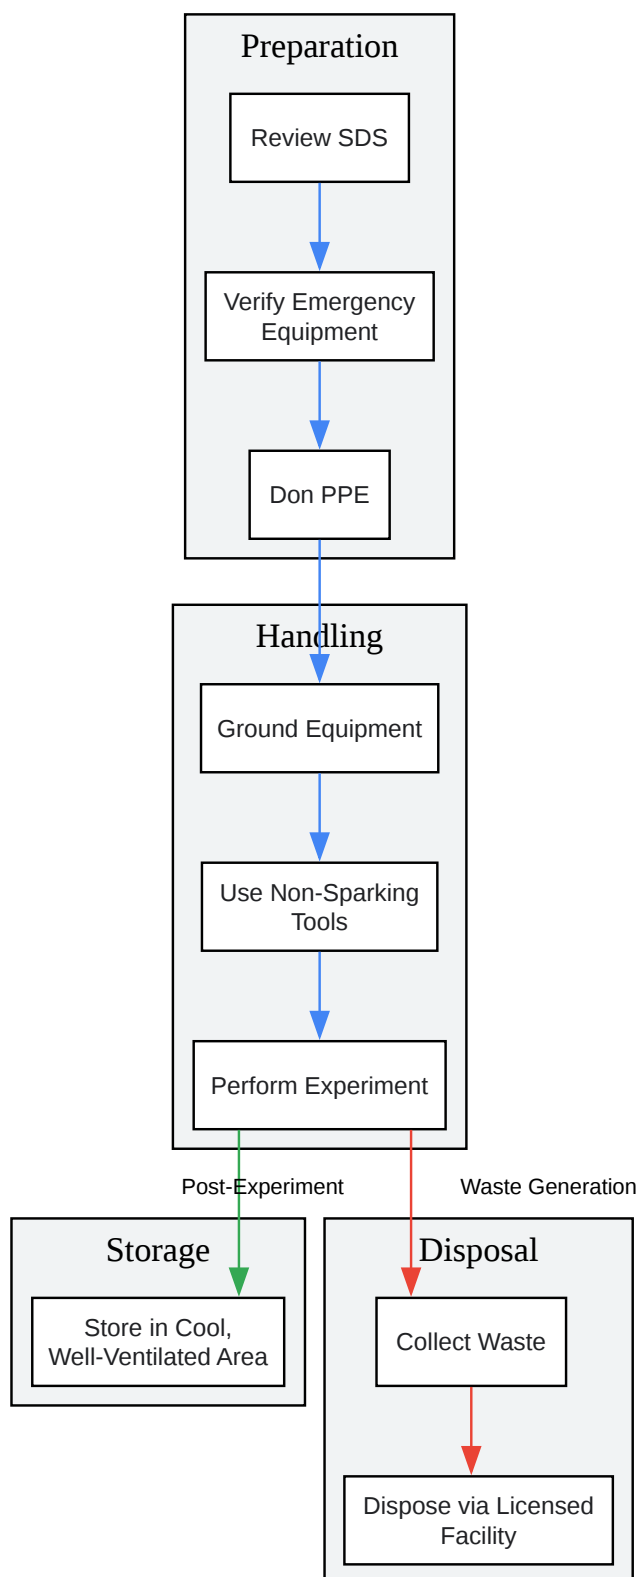 Preparation
Review SDS
Verify Emergency
Equipment
Don PPE
Handling
Ground Equipment
Use Non-Sparking
Tools
Perform Experiment
Post-Experiment
Waste Generation
Storage
Disposal
Store in Cool,
Well-Ventilated Area
Collect Waste
Dispose via Licensed
Facility